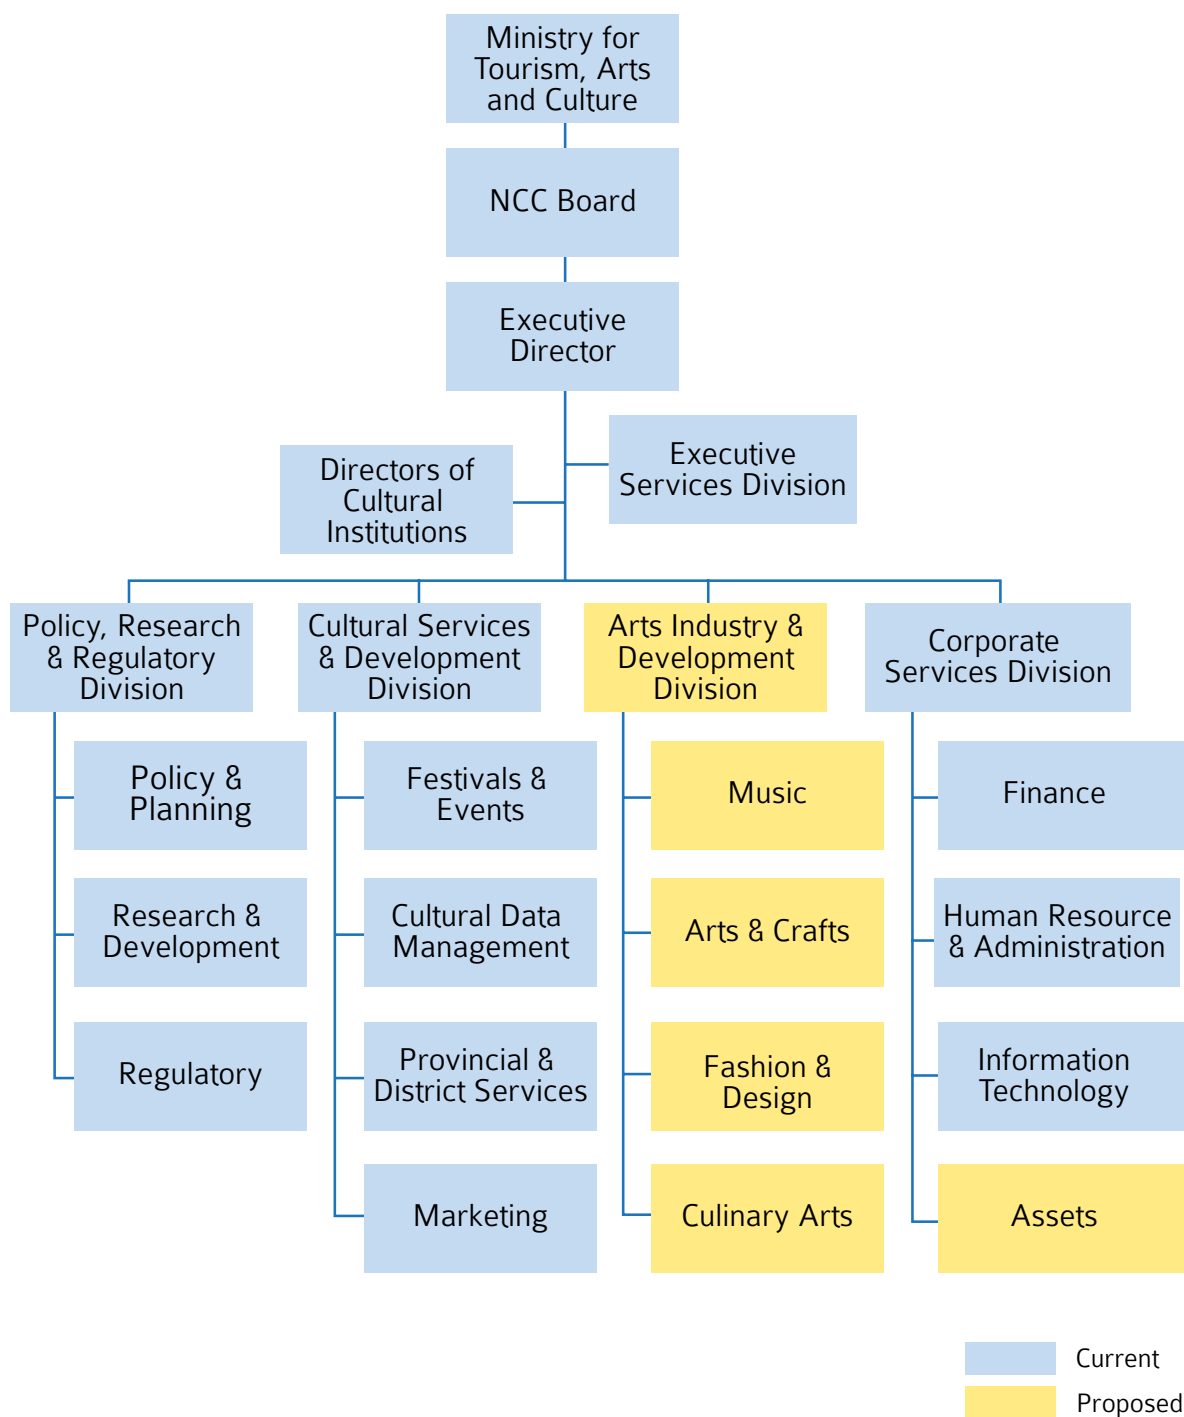 Ministry for
Tourism, Arts
and Culture
NCC Board
Executive
Director
Executive
Services Division
Directors of
Cultural
Institutions
Policy, Research
& Regulatory
Division
Cultural Services
& Development
Division
Arts Industry &
Development
Division
Corporate
Services Division
Policy &
Planning
Festivals &
Events
Music
Finance
Research &
Development
Cultural Data
Management
Arts & Crafts
Human Resource
& Administration
Regulatory
Provincial &
District Services
Fashion &
Design
Information
Technology
Marketing
Culinary Arts
Assets
Current
Proposed